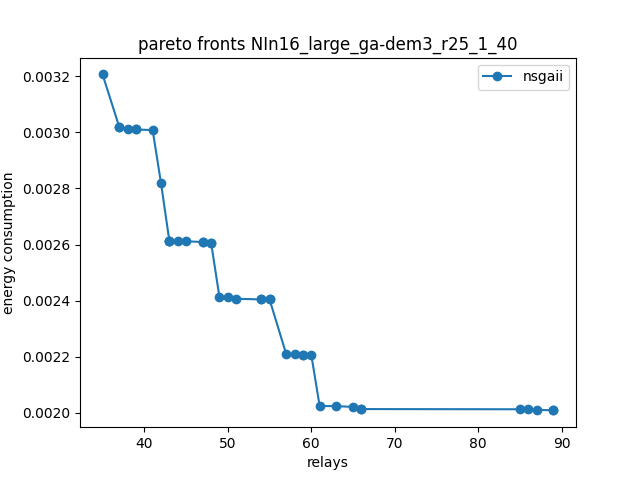 pareto fronts NIn16_large_ga-dem3_r25_1_40
nsgaii
0.0032
0.0030
0.0028
0.0026
0.0024
0.0022
0.0020
energy consumption
40 50 60 70 80 90
relays